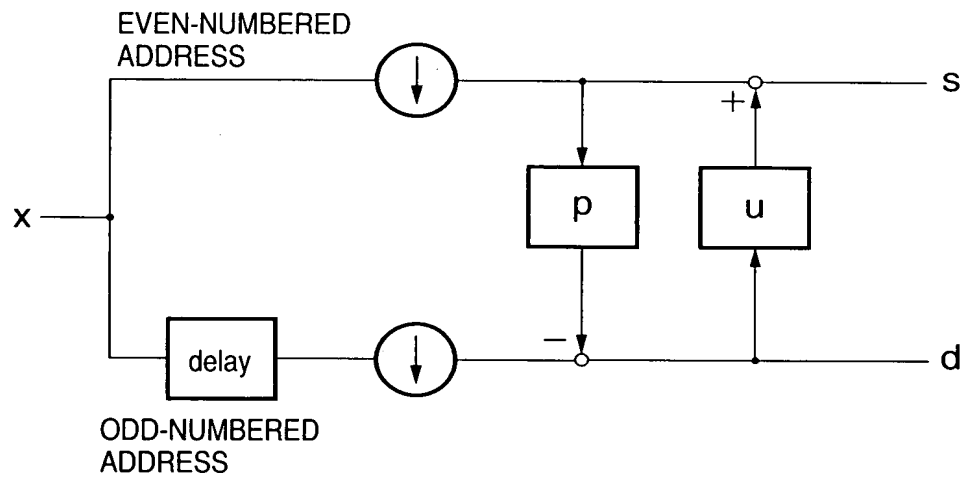 EVEN-NUMBERED
ADDRESS
s
+
x
p
u
−
delay
d
ODD-NUMBERED
ADDRESS